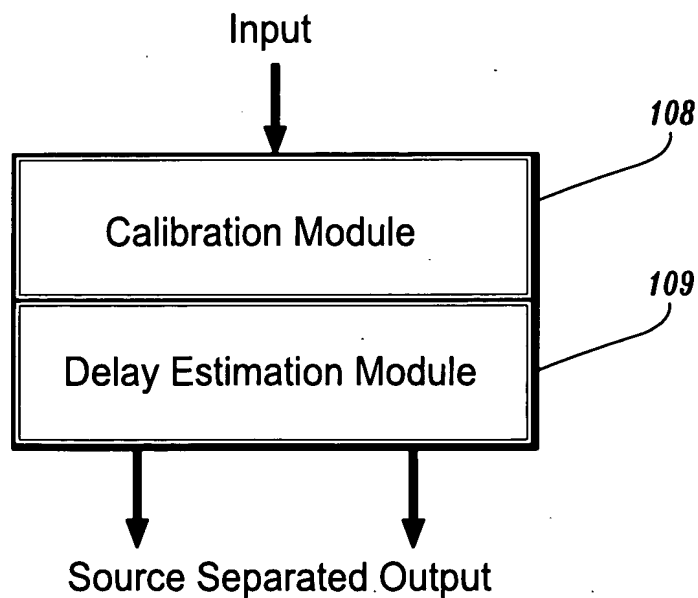 Input
108
Calibration Module
109
Delay Estimation Module
Source Separated Output